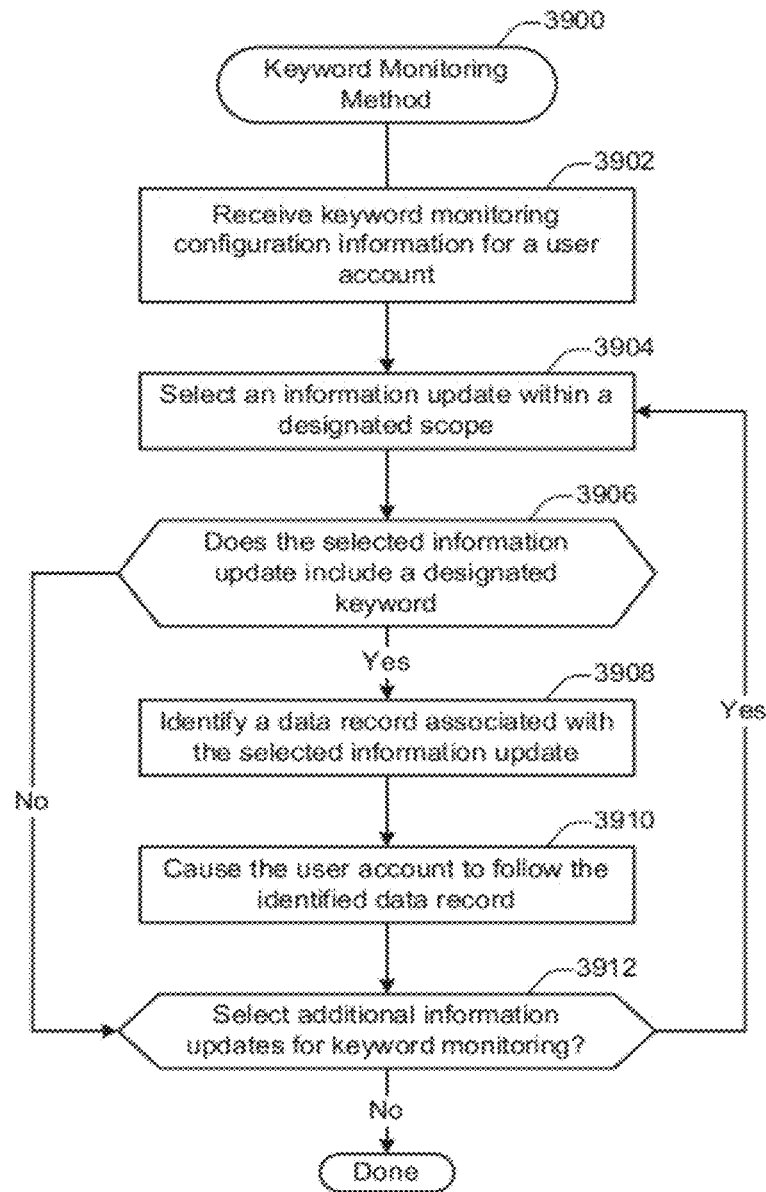 3900
Keyword Monitoring
Method
3902
Receive keyword monitoring
configuration information for a user
account
3904
Select an information update within a
designated scope
3906
Does the selected information
update include a designated
keyword
Yes
3908
Identify a data record associated with
the selected information update
Yes
No
3910
Cause the user account to follow the
identified data record
3912
Select additional information
updates for keyword monitoring?
No
Done